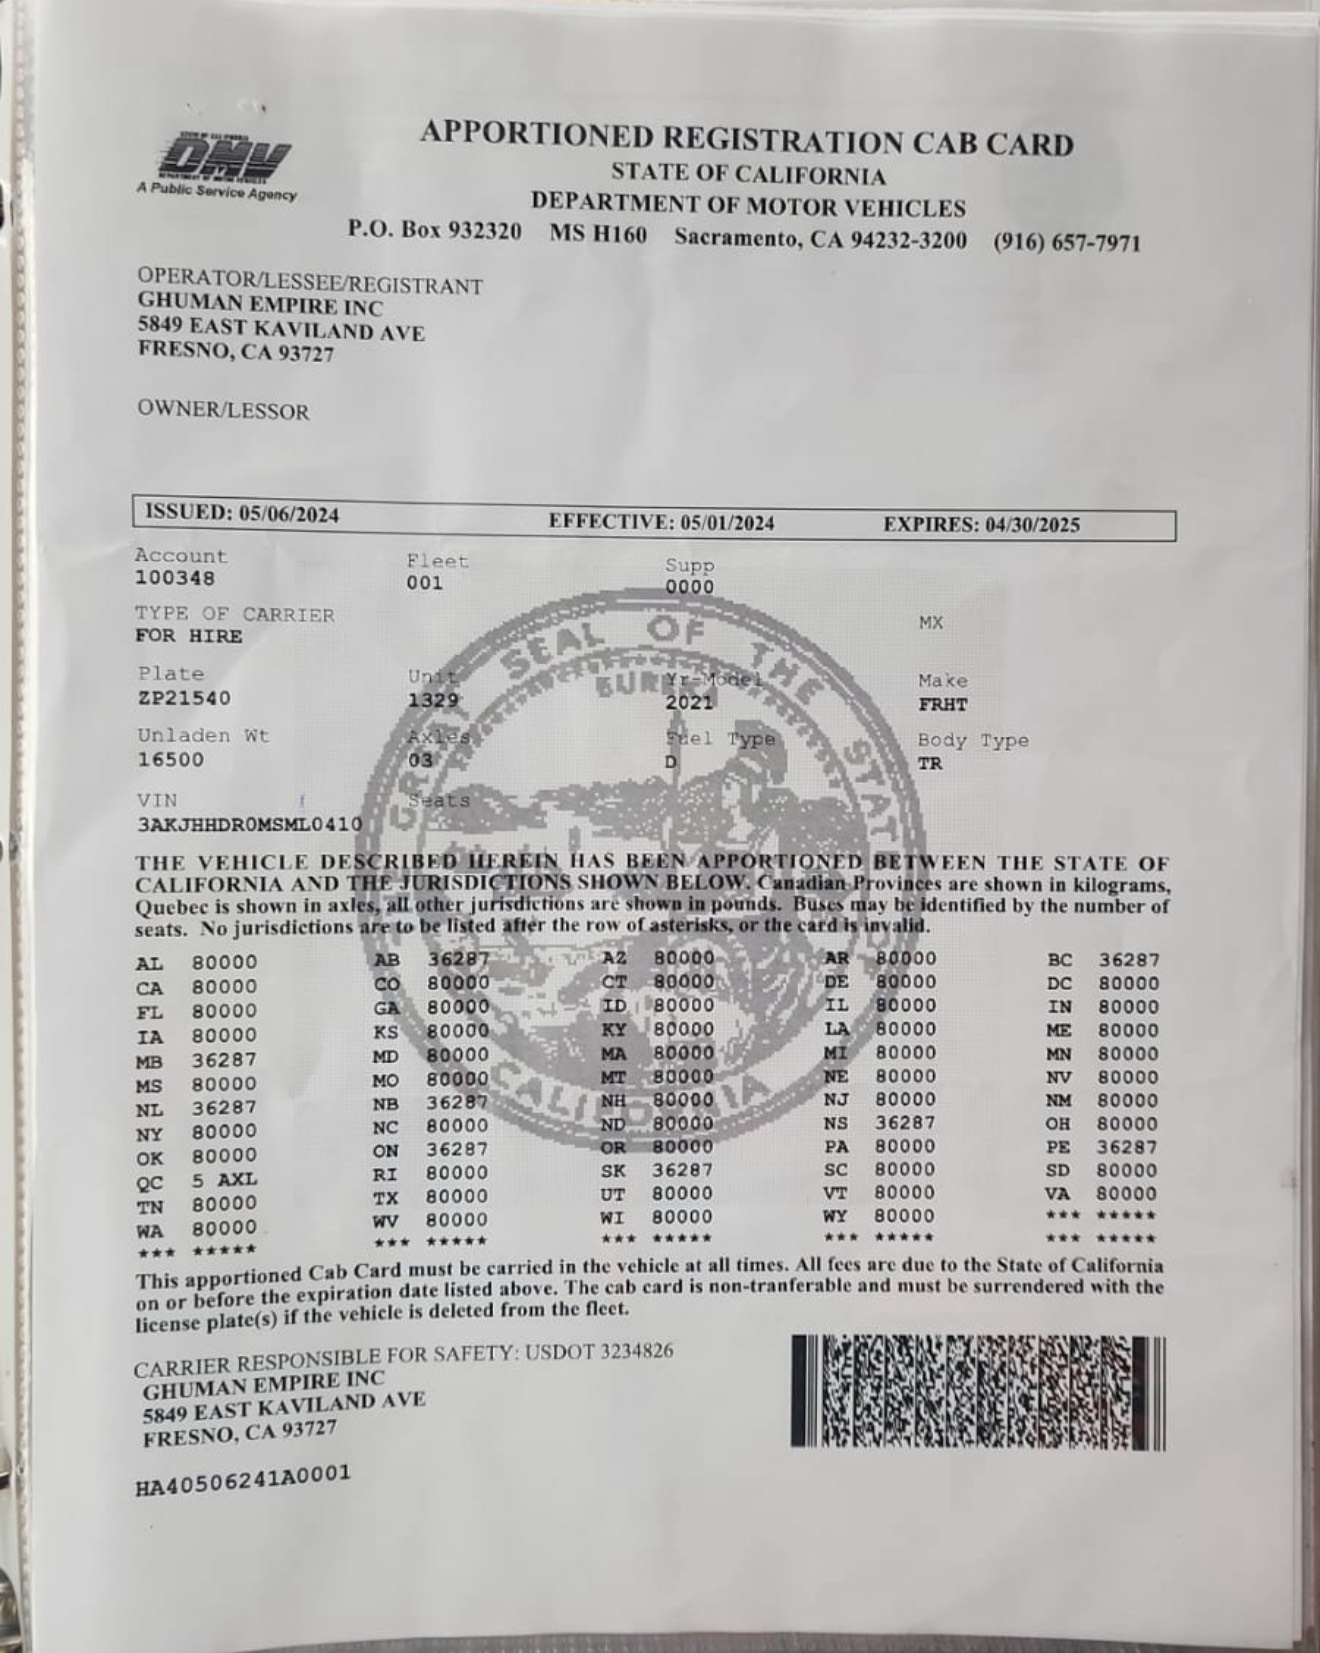 STATE OF CALIFORNIA
DMV
DEPARTMENT OF MOTOR VEHICLES
A Public Service Agency
APPORTIONED REGISTRATION CAB CARD
STATE OF CALIFORNIA
DEPARTMENT OF MOTOR VEHICLES
P.O. Box 932320 MS H160 Sacramento, CA 94232-3200 (916) 657-7971
OPERATOR/LESSEE/REGISTRANT
GHUMAN EMPIRE INC
5849 EAST KAVILAND AVE
FRESNO, CA 93727
OWNER/LESSOR
ISSUED: 05/06/2024 EFFECTIVE: 05/01/2024 EXPIRES: 04/30/2025
Account Fleet Supp
100348 001 0000
TYPE OF CARRIER MX
FOR HIRE
Plate Unit Yr-Model Make
ZP21540 1329 2021 FRHT
Unladen Wt Axles Fuel Type Body Type
16500 03 D TR
VIN Seats
3AKJHHDR0MSML0410
GREAT SEAL OF THE STATE
EUREKA
CALIFORNIA
THE VEHICLE DESCRIBED HEREIN HAS BEEN APPORTIONED BETWEEN THE STATE OF
CALIFORNIA AND THE JURISDICTIONS SHOWN BELOW. Canadian Provinces are shown in kilograms,
Quebec is shown in axles, all other jurisdictions are shown in pounds. Buses may be identified by the number of
seats. No jurisdictions are to be listed after the row of asterisks, or the card is invalid.
AL 80000 AB 36287 AZ 80000 AR 80000 BC 36287
CA 80000 CO 80000 CT 80000 DE 80000 DC 80000
FL 80000 GA 80000 ID 80000 IL 80000 IN 80000
IA 80000 KS 80000 KY 80000 LA 80000 ME 80000
MB 36287 MD 80000 MA 80000 MI 80000 MN 80000
MS 80000 MO 80000 MT 80000 NE 80000 NV 80000
NL 36287 NB 36287 NH 80000 NJ 80000 NM 80000
NY 80000 NC 80000 ND 80000 NS 36287 OH 80000
OK 80000 ON 36287 OR 80000 PA 80000 PE 36287
QC 5 AXL RI 80000 SK 36287 SC 80000 SD 80000
TN 80000 TX 80000 UT 80000 VT 80000 VA 80000
WA 80000 WV 80000 WI 80000 WY 80000 *** *****
*** ***** *** ***** *** ***** *** ***** *** *****
This apportioned Cab Card must be carried in the vehicle at all times. All fees are due to the State of California
on or before the expiration date listed above. The cab card is non-tranferable and must be surrendered with the
license plate(s) if the vehicle is deleted from the fleet.
CARRIER RESPONSIBLE FOR SAFETY: USDOT 3234826
GHUMAN EMPIRE INC
5849 EAST KAVILAND AVE
FRESNO, CA 93727
HA40506241A0001